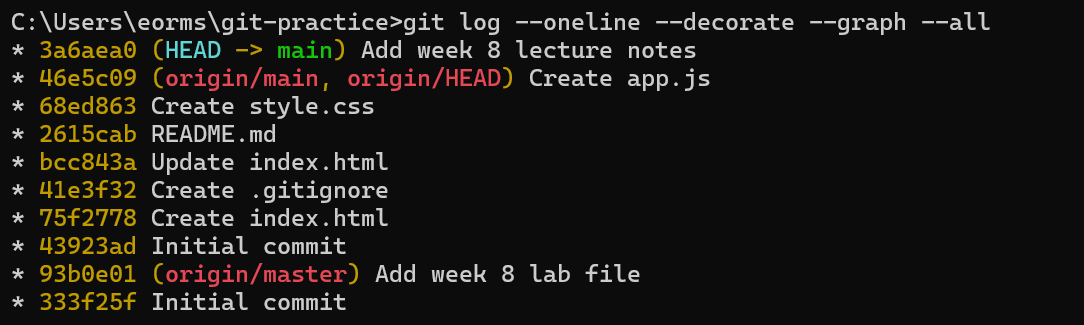 C:\Users\eorms\git-practice>git log --oneline --decorate --graph --all
* 3a6aea0 (HEAD -> main) Add week 8 lecture notes
* 46e5c09 (origin/main, origin/HEAD) Create app.js
* 68ed863 Create style.css
* 2615cab README.md
* bcc843a Update index.html
* 41e3f32 Create .gitignore
* 75f2778 Create index.html
* 43923ad Initial commit
* 93b0e01 (origin/master) Add week 8 lab file
* 333f25f Initial commit